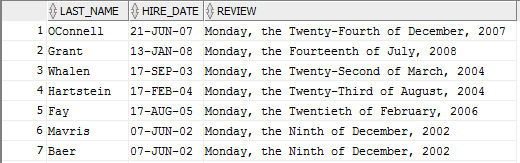 LAST_NAME HIRE_DATE REVIEW
1 OConnell 21-JUN-07 Monday, the Twenty-Fourth of December, 2007
2 Grant 13-JAN-08 Monday, the Fourteenth of July, 2008
3 Whalen 17-SEP-03 Monday, the Twenty-Second of March, 2004
4 Hartstein 17-FEB-04 Monday, the Twenty-Third of August, 2004
5 Fay 17-AUG-05 Monday, the Twentieth of February, 2006
6 Mavris 07-JUN-02 Monday, the Ninth of December, 2002
7 Baer 07-JUN-02 Monday, the Ninth of December, 2002